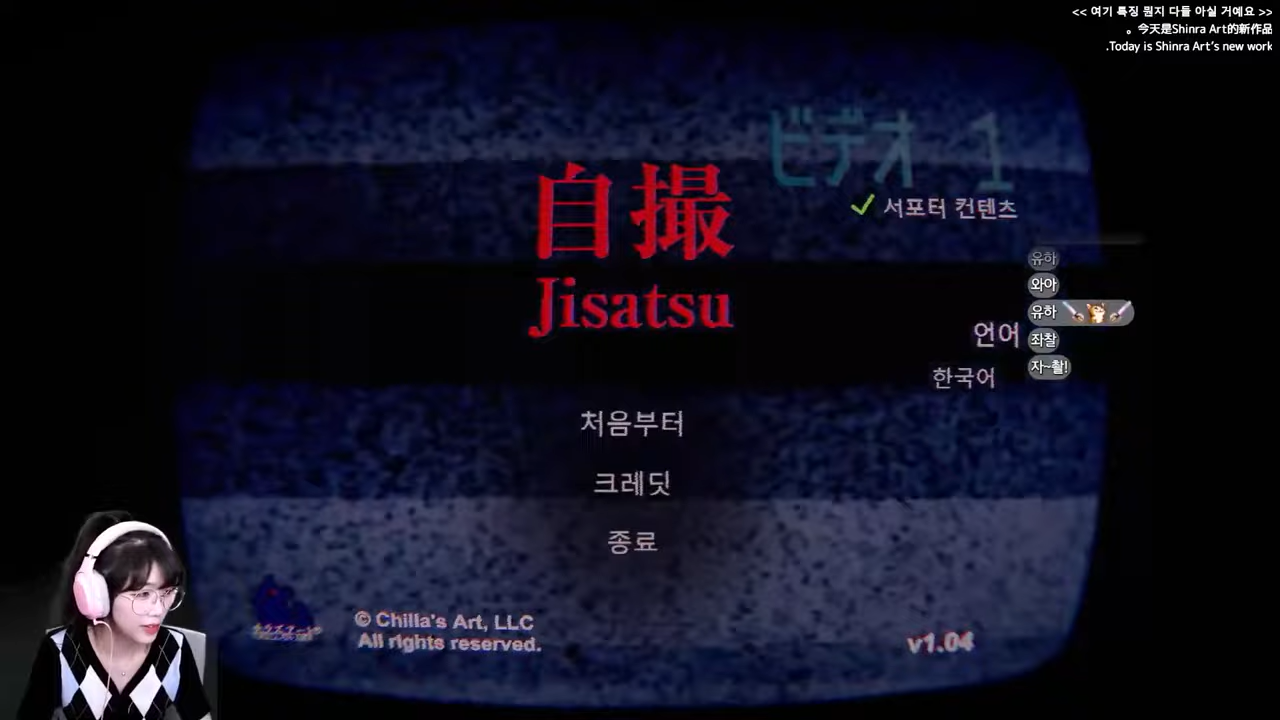 << 여기 특징 뭔지 다들 아실 거예요 >>
。今天是Shinra Art的新作品
.Today is Shinra Art's new work
ビデオ 1
自撮
서포터 컨텐츠
Jisatsu
유하
와아
유하
좌찰
자~촬!
언어
한국어
처음부터
크레딧
종료
© Chilla's Art, LLC
All rights reserved.
v1.04